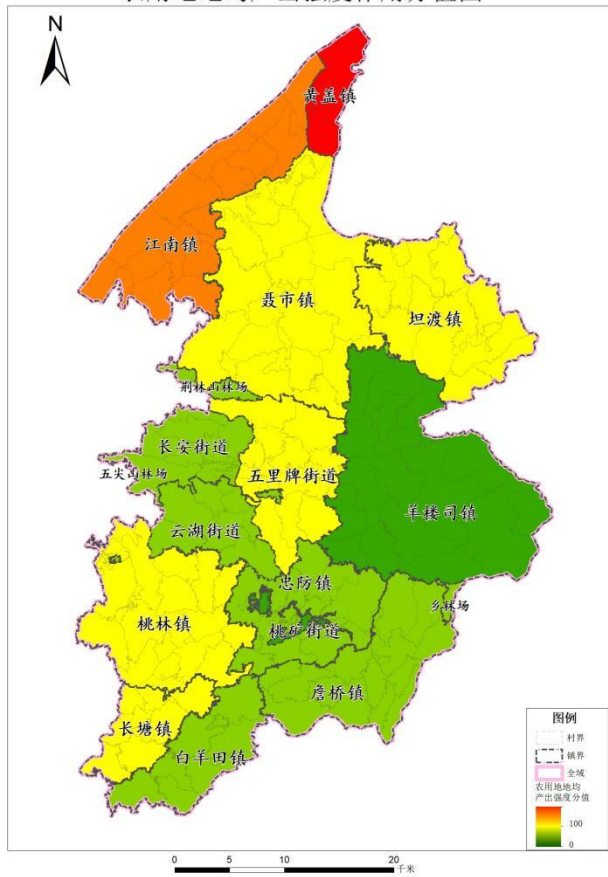 N
黄盖镇
江南镇
聂市镇
坦渡镇
荆林山林场
长安街道
五里牌街道
五尖山林场
羊楼司镇
云湖街道
忠防镇
乡林场
桃林镇
桃矿街道
詹桥镇
长塘镇
白羊田镇
图例
村界
镇界
全域
农用地地均
产出强度分值
100
0
0 5 10 20
千米